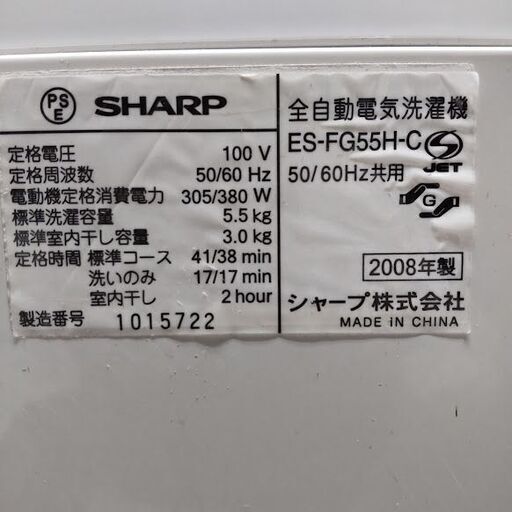 PS
E
SHARP
定格電圧 100 V
定格周波数 50/60 Hz
電動機定格消費電力 305/380 W
標準洗濯容量 5.5 kg
標準室内干し容量 3.0 kg
定格時間 標準コース 41/38 min
洗いのみ 17/17 min
室内干し 2 hour
製造番号 1015722
全自動電気洗濯機
ES-FG55H-C
50/60Hz共用
S
JET
G
2008年製
シャープ株式会社
MADE IN CHINA